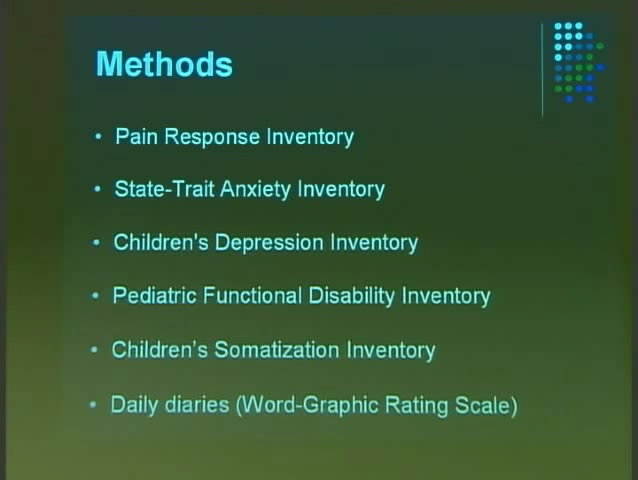 Methods
• Pain Response Inventory
• State-Trait Anxiety Inventory
• Children's Depression Inventory
• Pediatric Functional Disability Inventory
• Children’s Somatization Inventory
• Daily diaries (Word-Graphic Rating Scale)